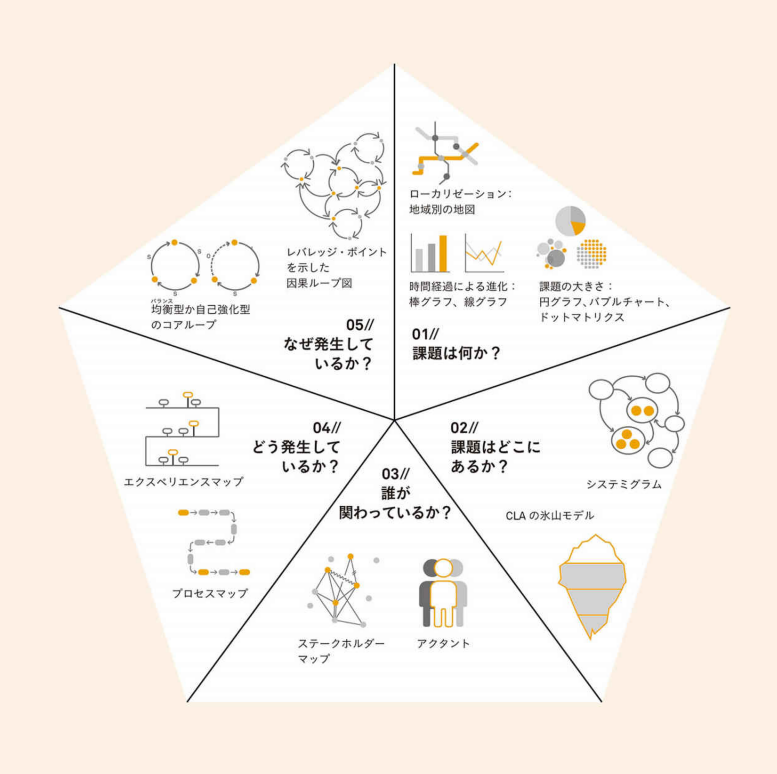 ローカリゼーション：
地域別の地図
時間経過による進化：
棒グラフ、線グラフ
課題の大きさ：
円グラフ、バブルチャート、
ドットマトリクス
01//
課題は何か？
02//
課題はどこに
あるか？
システミグラム
CLA の氷山モデル
03//
誰が
関わっているか？
ステークホルダー
マップ
アクタント
04//
どう発生して
いるか？
エクスペリエンスマップ
プロセスマップ
05//
なぜ発生して
いるか？
レバレッジ・ポイント
を示した
因果ループ図
S
S
S
O
S
バランス
均衡型か自己強化型
のコアループ